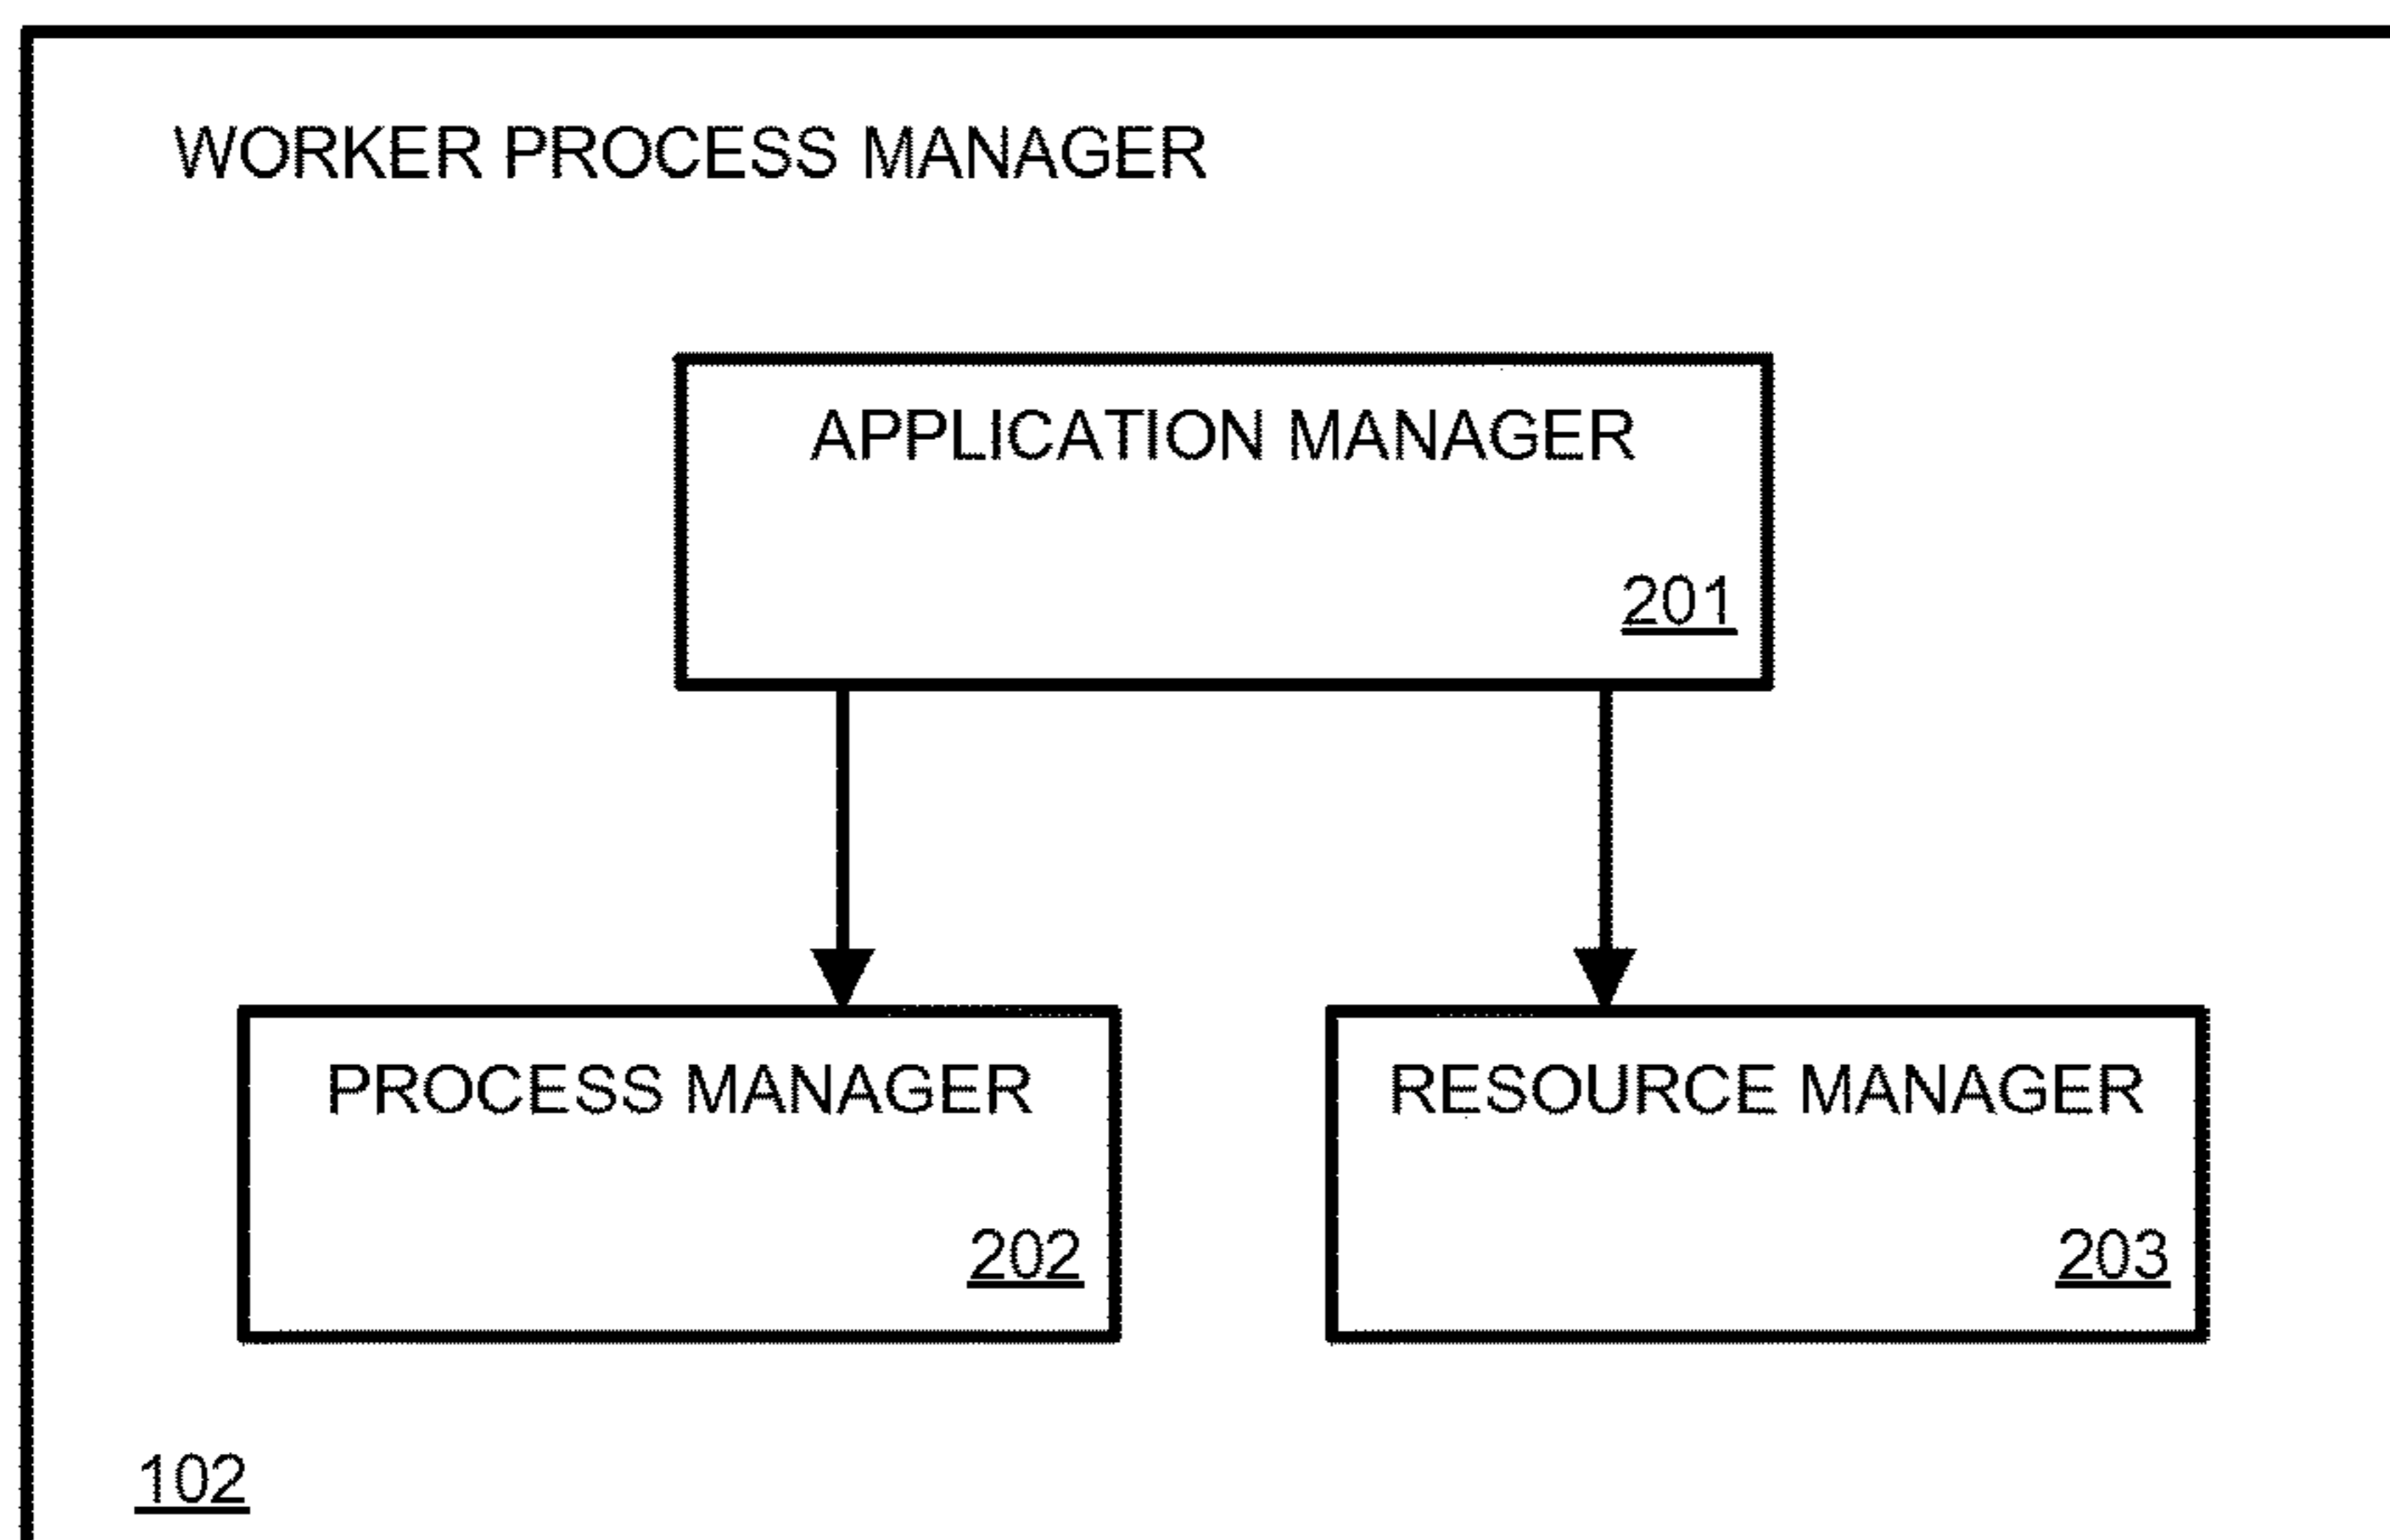 WORKER PROCESS MANAGER
APPLICATION MANAGER
201
PROCESS MANAGER
202
RESOURCE MANAGER
203
102